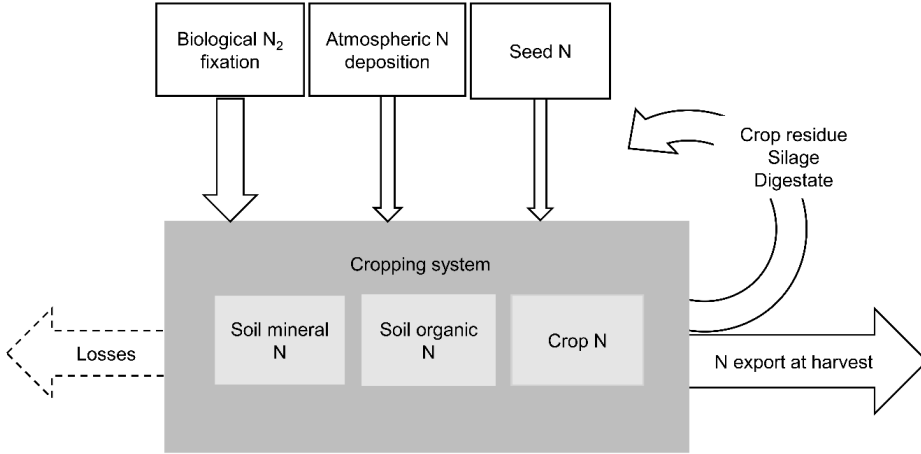 Biological N₂
fixation
Atmospheric N
deposition
Seed N
Crop residue
Silage
Digestate
Cropping system
Soil mineral
N
Soil organic
N
Crop N
Losses
N export at harvest